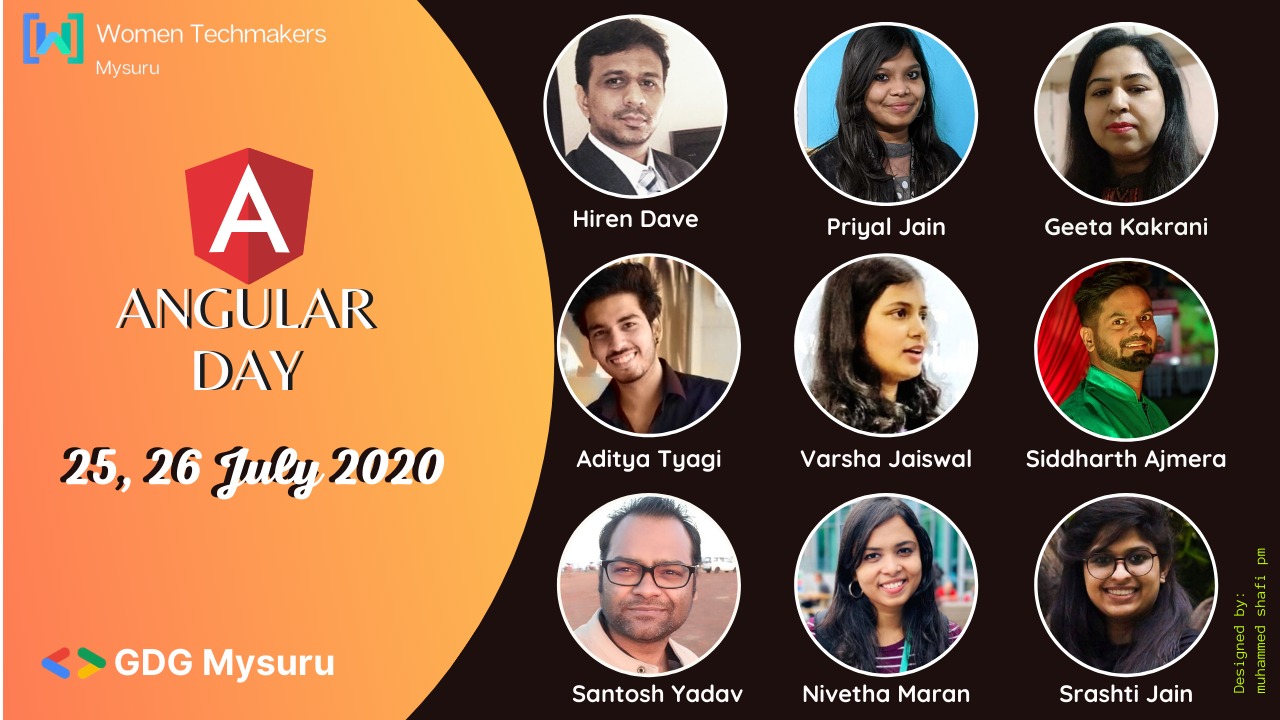 Women Techmakers
Mysuru
A
ANGULAR
DAY
25, 26 July 2020
GDG Mysuru
Hiren Dave
Priyal Jain
Geeta Kakrani
Aditya Tyagi
Varsha Jaiswal
Siddharth Ajmera
Santosh Yadav
Nivetha Maran
Srashti Jain
Designed by:
muhammed shafi pm